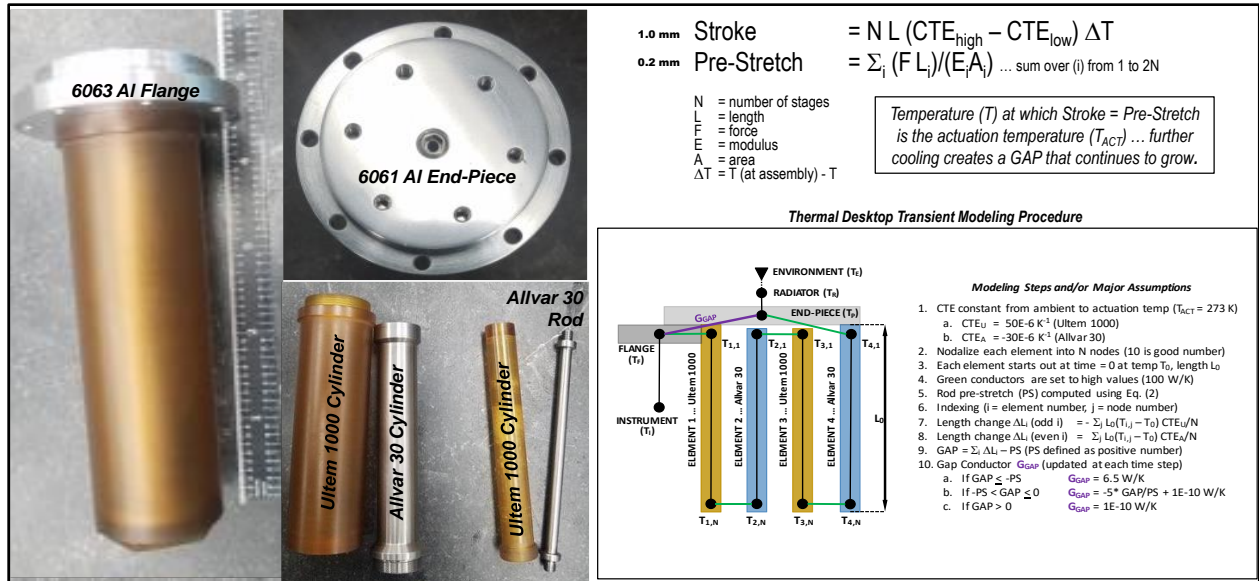 6063 Al Flange
6061 Al End-Piece
Ultem 1000 Cylinder
Allvar 30 Cylinder
Ultem 1000 Cylinder
Allvar 30
Rod
1.0 mm Stroke = N L (CTEhigh – CTElow) ΔT
0.2 mm Pre-Stretch = Σi (F Li)/(EiAi) ... sum over (i) from 1 to 2N
N = number of stages
L = length
F = force
E = modulus
A = area
ΔT = T (at assembly) - T
Temperature (T) at which Stroke = Pre-Stretch
is the actuation temperature (TACT) ... further
cooling creates a GAP that continues to grow.
Thermal Desktop Transient Modeling Procedure
ENVIRONMENT (TE)
RADIATOR (TR)
END-PIECE (TP)
GGAP
FLANGE (TF)
INSTRUMENT (TI)
T1,1
T2,1
T3,1
T4,1
ELEMENT 1 ... Ultem 1000
ELEMENT 2 ... Allvar 30
ELEMENT 3 ... Ultem 1000
ELEMENT 4 ... Allvar 30
L0
T1,N
T2,N
T3,N
T4,N
Modeling Steps and/or Major Assumptions
1. CTE constant from ambient to actuation temp (TACT = 273 K)
a. CTEU = 50E-6 K-1 (Ultem 1000)
b. CTEA = -30E-6 K-1 (Allvar 30)
2. Nodalize each element into N nodes (10 is good number)
3. Each element starts out at time = 0 at temp T0, length L0
4. Green conductors are set to high values (100 W/K)
5. Rod pre-stretch (PS) computed using Eq. (2)
6. Indexing (i = element number, j = node number)
7. Length change ΔLi (odd i) = - Σj L0(Ti,j – T0) CTEU/N
8. Length change ΔLi (even i) = Σj L0(Ti,j – T0) CTEA/N
9. GAP = Σi ΔLi – PS (PS defined as positive number)
10. Gap Conductor GGAP (updated at each time step)
a. If GAP ≤ -PS GGAP = 6.5 W/K
b. If -PS < GAP ≤ 0 GGAP = -5* GAP/PS + 1E-10 W/K
c. If GAP > 0 GGAP = 1E-10 W/K